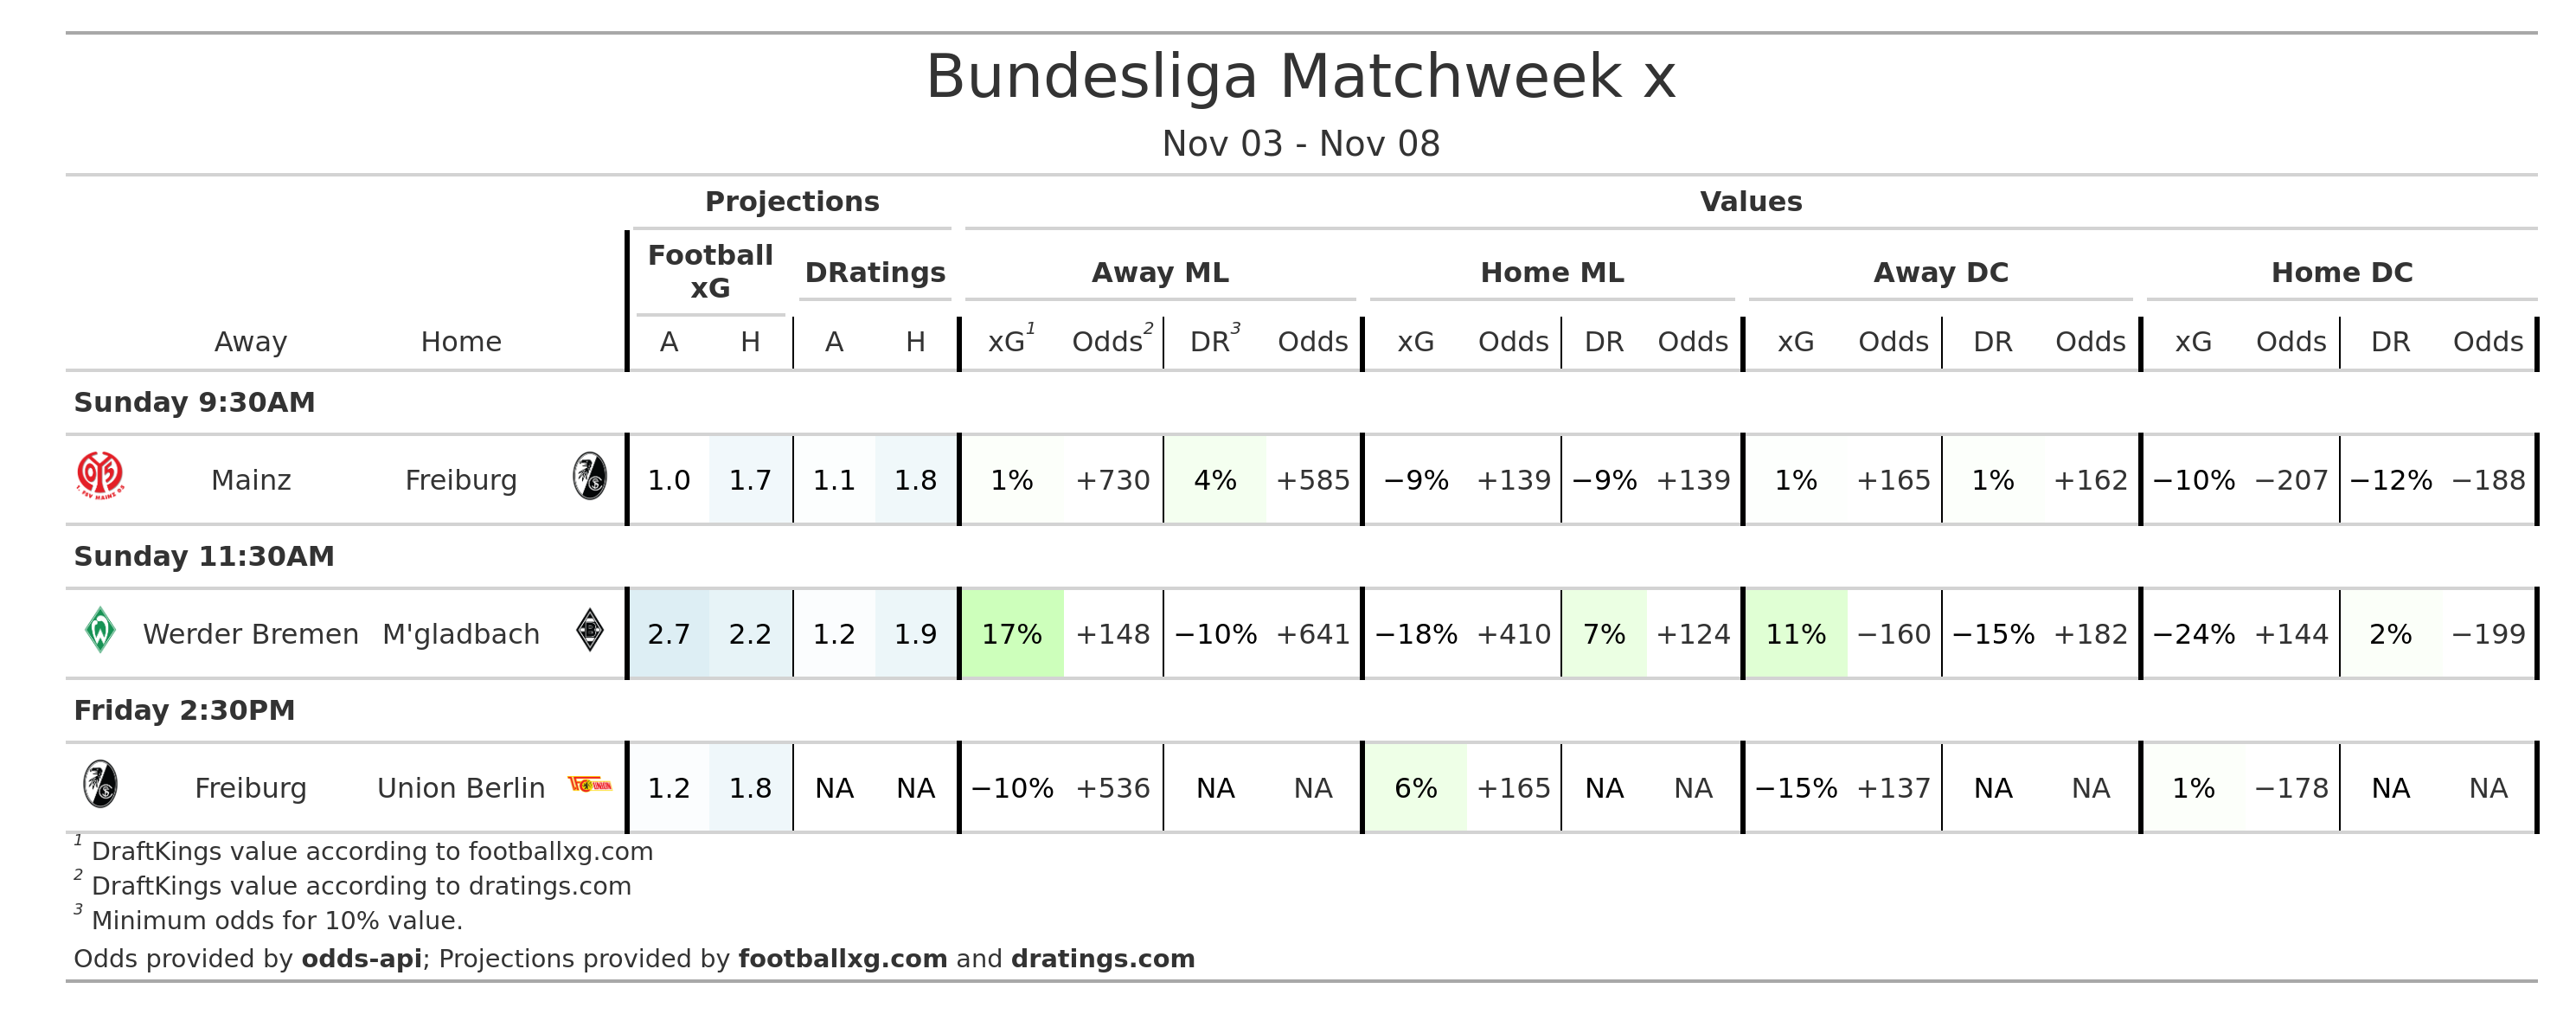 Bundesliga Matchweek x
Nov 03 - Nov 08
Projections Values
Football xG DRatings Away ML Home ML Away DC Home DC
Away Home A H A H xG1 Odds2 DR3 Odds xG Odds DR Odds xG Odds DR Odds xG Odds DR Odds
Sunday 9:30AM
Mainz Freiburg 1.0 1.7 1.1 1.8 1% +730 4% +585 −9% +139 −9% +139 1% +165 1% +162 −10% −207 −12% −188
Sunday 11:30AM
Werder Bremen M'gladbach 2.7 2.2 1.2 1.9 17% +148 −10% +641 −18% +410 7% +124 11% −160 −15% +182 −24% +144 2% −199
Friday 2:30PM
Freiburg Union Berlin 1.2 1.8 NA NA −10% +536 NA NA 6% +165 NA NA −15% +137 NA NA 1% −178 NA NA
1 DraftKings value according to footballxg.com
2 DraftKings value according to dratings.com
3 Minimum odds for 10% value.
Odds provided by odds-api; Projections provided by footballxg.com and dratings.com